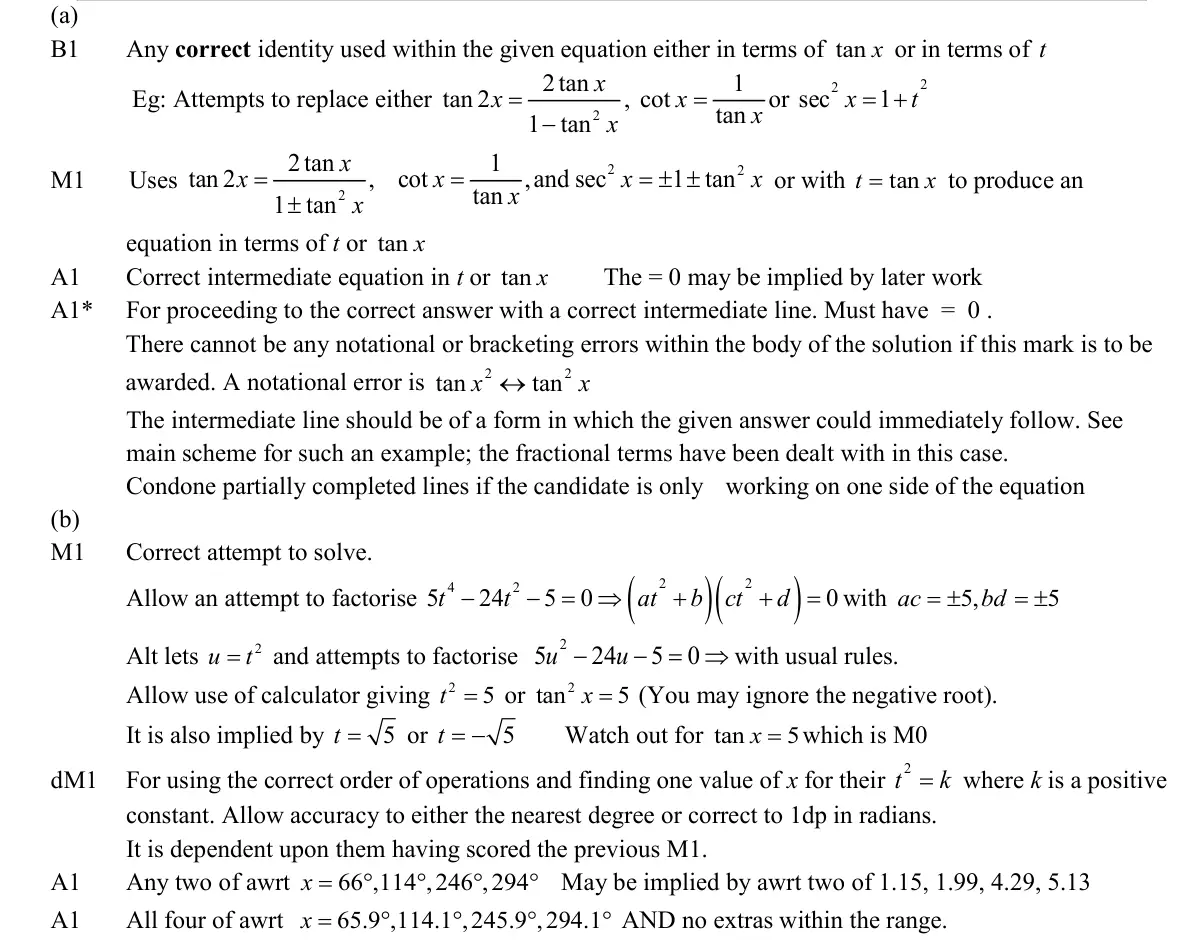 (a)
B1 Any correct identity used within the given equation either in terms of tan x or in terms of t
Eg: Attempts to replace either tan 2x = \frac{2 tan x}{1 − tan² x}, cot x = \frac{1}{tan x} or sec² x = 1 + t²
M1 Uses tan 2x = \frac{2 tan x}{1 ± tan² x}, cot x = \frac{1}{tan x}, and sec² x = ±1 ± tan² x or with t = tan x to produce an
equation in terms of t or tan x
A1 Correct intermediate equation in t or tan x The = 0 may be implied by later work
A1* For proceeding to the correct answer with a correct intermediate line. Must have = 0 .
There cannot be any notational or bracketing errors within the body of the solution if this mark is to be
awarded. A notational error is tan x² ↔ tan² x
The intermediate line should be of a form in which the given answer could immediately follow. See
main scheme for such an example; the fractional terms have been dealt with in this case.
Condone partially completed lines if the candidate is only working on one side of the equation
(b)
M1 Correct attempt to solve.
Allow an attempt to factorise 5t⁴ − 24t² − 5 = 0 ⇒ (at² + b)(ct² + d) = 0 with ac = ±5, bd = ±5
Alt lets u = t² and attempts to factorise 5u² − 24u − 5 = 0 ⇒ with usual rules.
Allow use of calculator giving t² = 5 or tan² x = 5 (You may ignore the negative root).
It is also implied by t = √5 or t = −√5 Watch out for tan x = 5 which is M0
dM1 For using the correct order of operations and finding one value of x for their t² = k where k is a positive
constant. Allow accuracy to either the nearest degree or correct to 1dp in radians.
It is dependent upon them having scored the previous M1.
A1 Any two of awrt x = 66°, 114°, 246°, 294° May be implied by awrt two of 1.15, 1.99, 4.29, 5.13
A1 All four of awrt x = 65.9°, 114.1°, 245.9°, 294.1° AND no extras within the range.